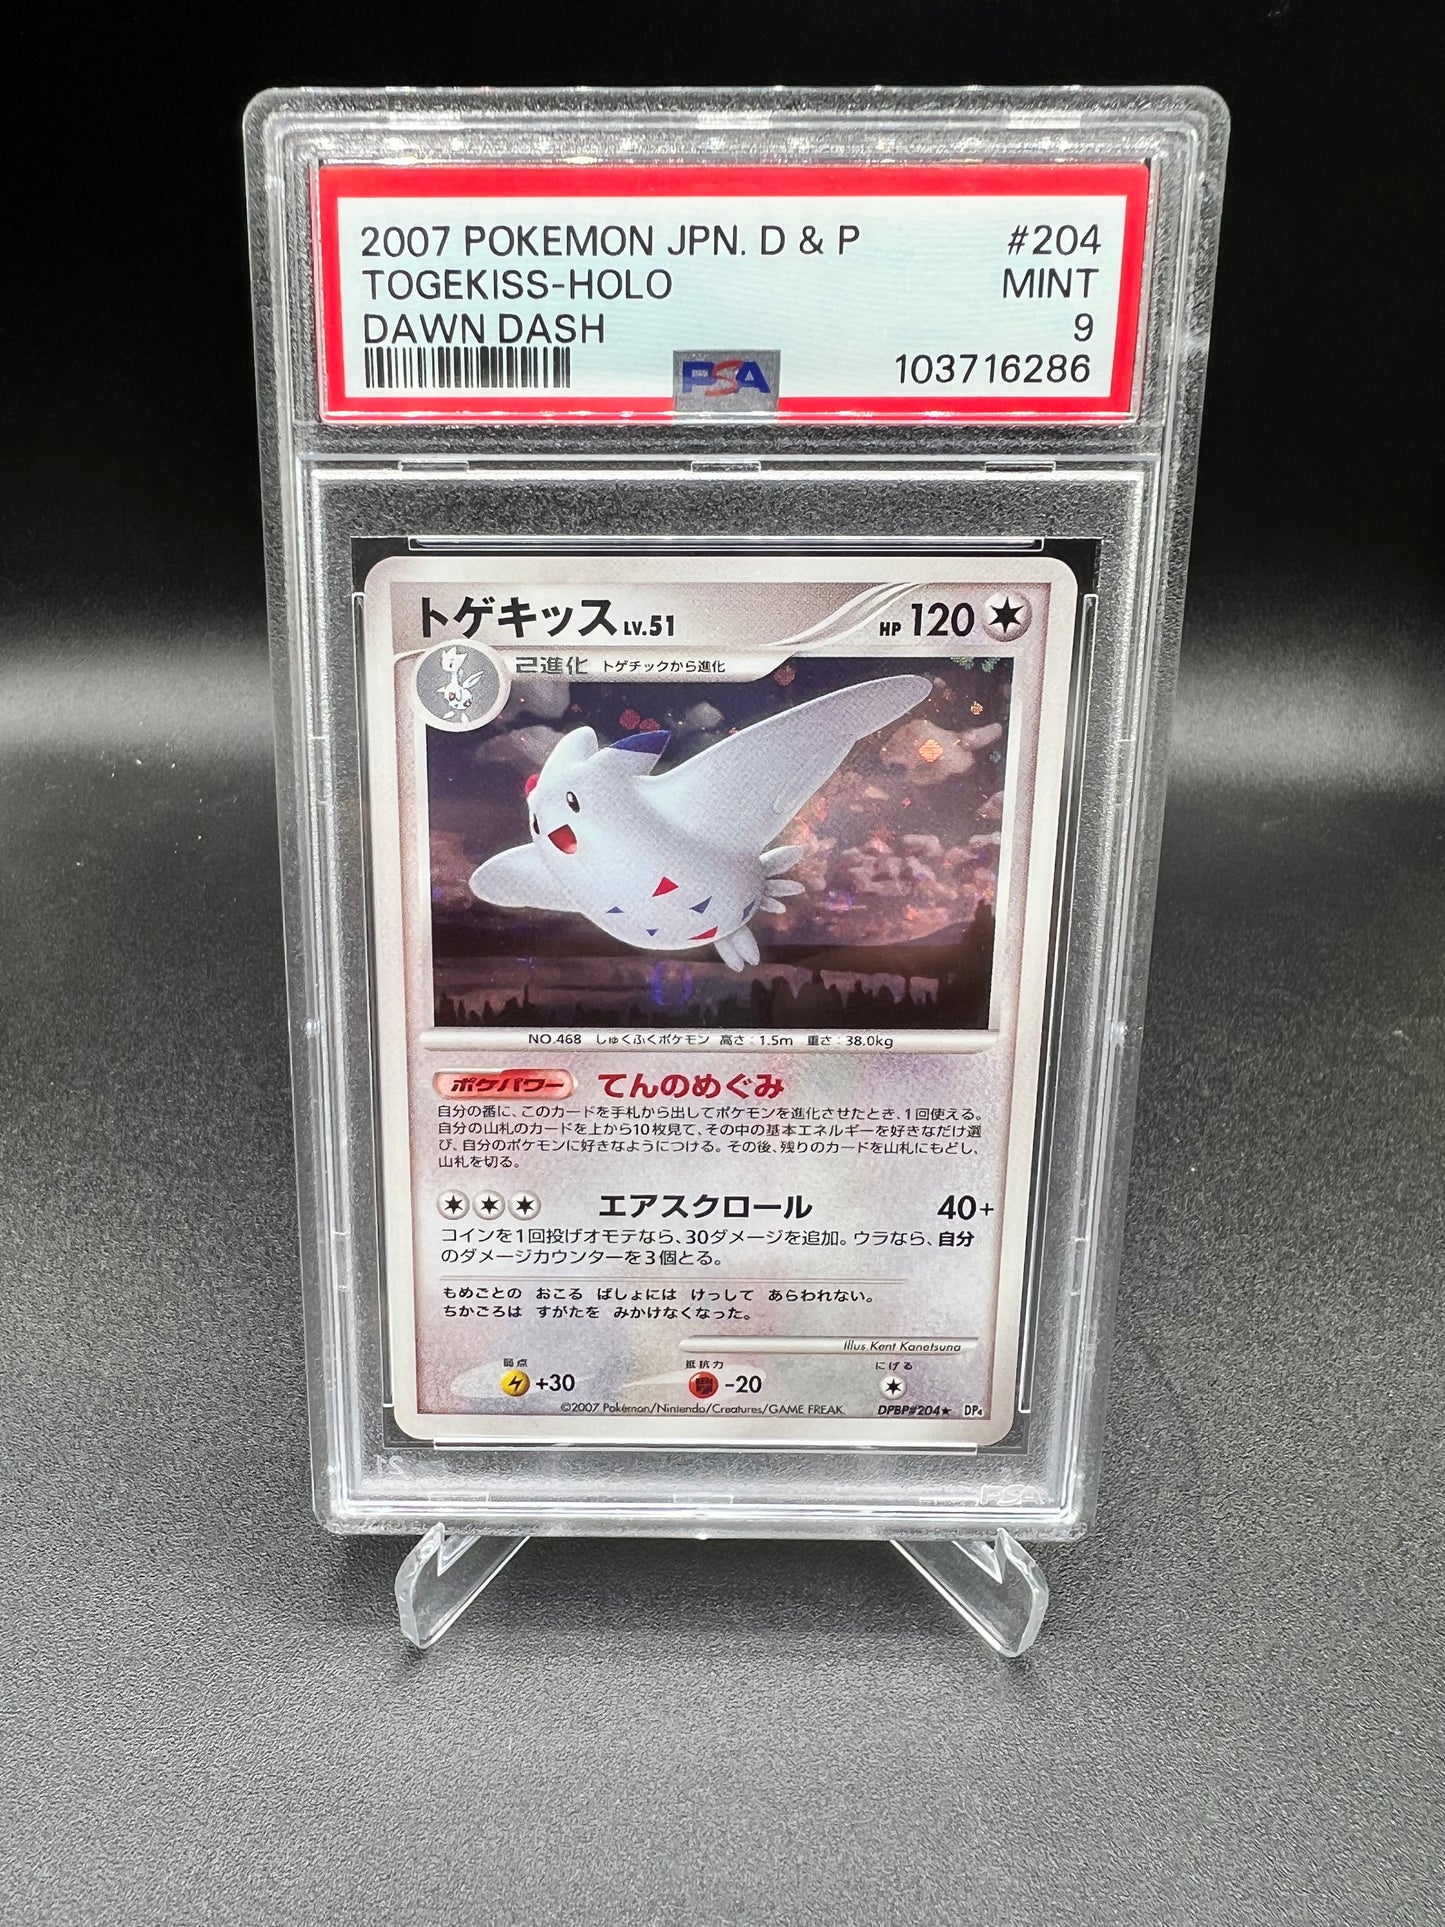 2007 POKEMON JPN. D & P #204
TOGEKISS-HOLO MINT
DAWN DASH 9
PSA 103716286
トゲキッス LV.51 HP 120
2進化 トゲチックから進化
NO.468 しゅくふくポケモン 高さ:1.5m 重さ:38.0kg
ポケパワー てんのめぐみ
自分の番に、このカードを手札から出してポケモンを進化させたとき、1回使える。
自分の山札のカードを上から10枚見て、その中の基本エネルギーを好きなだけ選
び、自分のポケモンに好きなようにつける。その後、残りのカードを山札にもどし、
山札を切る。
エアスクロール 40+
コインを1回投げオモテなら、30ダメージを追加。ウラなら、自分
のダメージカウンターを3個とる。
もめごとの おこる ばしょには けっして あらわれない。
ちかごろは すがたを みかけなくなった。
Illus. Kent Kanetsuna
弱点 抵抗力 にげる
+30 -20
©2007 Pokémon/Nintendo/Creatures/GAME FREAK. DPBP#204★ DP4
PSA